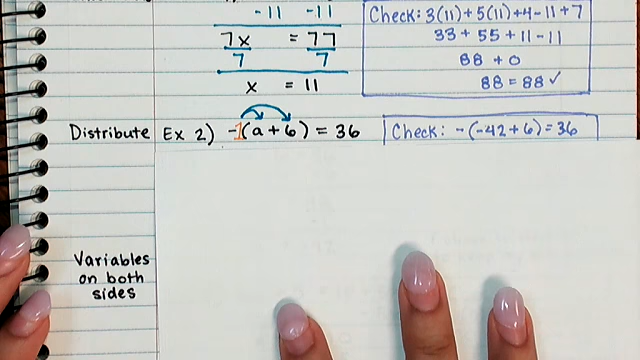 -11 -11
7x = 77
7 7
x = 11
Check: 3(11)+5(11)+4-11+7
33 + 55 + 11 - 11
88 + 0
88 = 88 ✓
Distribute Ex 2) -1(a+6) = 36
Check: -(-42+6)=36
Variables
on both
sides